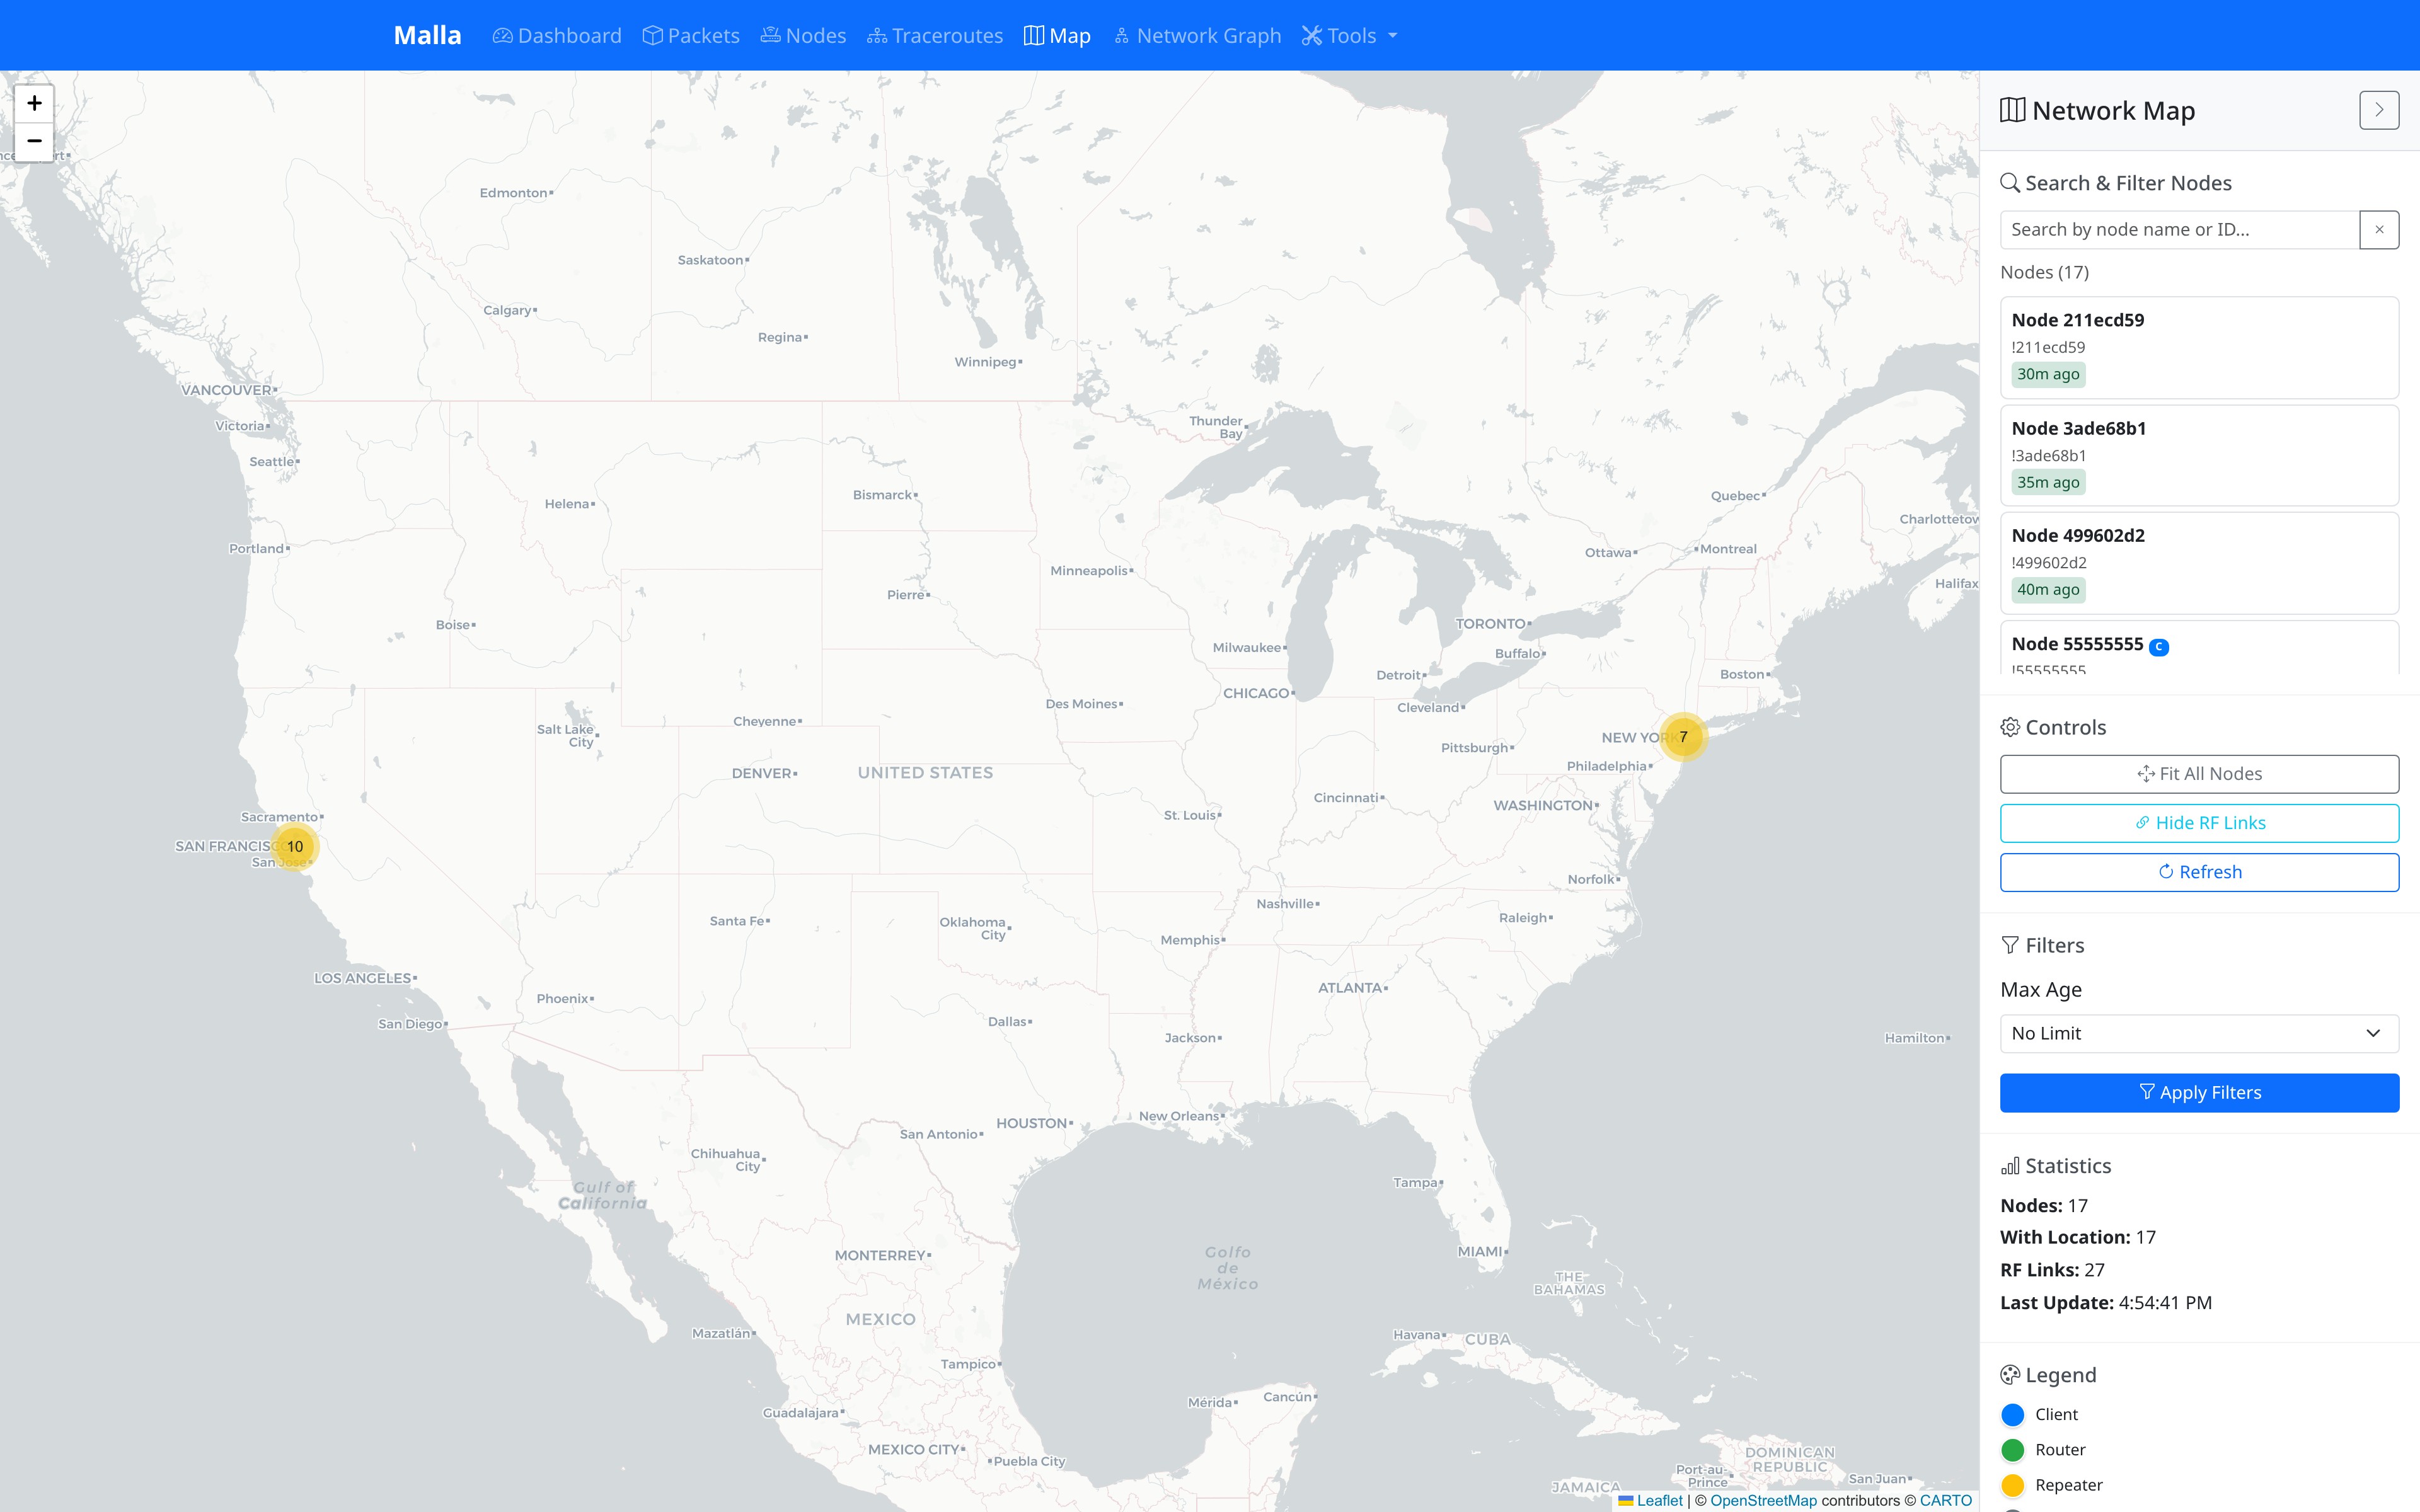 Malla
Dashboard
Packets
Nodes
Traceroutes
Map
Network Graph
Tools
+
−
Edmonton
Saskatoon
Calgary
Regina
Winnipeg
VANCOUVER
Victoria
Seattle
Thunder
Bay
Helena
Bismarck
Quebec
Portland
Ottawa
Montreal
Minneapolis
Halifax
Pierre
Boise
TORONTO
Milwaukee
Buffalo
Detroit
Boston
CHICAGO
Des Moines
Cleveland
Cheyenne
Salt Lake
City
NEW YORK
7
Pittsburgh
Philadelphia
DENVER
UNITED STATES
Cincinnati
WASHINGTON
Sacramento
St. Louis
SAN FRANCISCO
10
San Jose
Norfolk
Nashville
Raleigh
Santa Fe
Oklahoma
City
Memphis
LOS ANGELES
ATLANTA
Phoenix
San Diego
Dallas
Jackson
Hamilton
New Orleans
HOUSTON
San Antonio
Chihuahua
City
Tampa
Gulf of
California
MONTERREY
Golfo
de
México
MIAMI
THE
BAHAMAS
MEXICO
Mazatlán
Havana
CUBA
Tampico
Mérida
Cancún
Guadalajara
MEXICO CITY
Puebla City
DOMINICAN
REPUBLIC
Port-au-
Prince
San Juan
JAMAICA
Leaflet | © OpenStreetMap contributors © CARTO
Network Map
Search & Filter Nodes
Search by node name or ID...
×
Nodes (17)
Node 211ecd59
!211ecd59
30m ago
Node 3ade68b1
!3ade68b1
35m ago
Node 499602d2
!499602d2
40m ago
Node 55555555 C
!55555555
Controls
Fit All Nodes
Hide RF Links
Refresh
Filters
Max Age
No Limit
Apply Filters
Statistics
Nodes: 17
With Location: 17
RF Links: 27
Last Update: 4:54:41 PM
Legend
Client
Router
Repeater